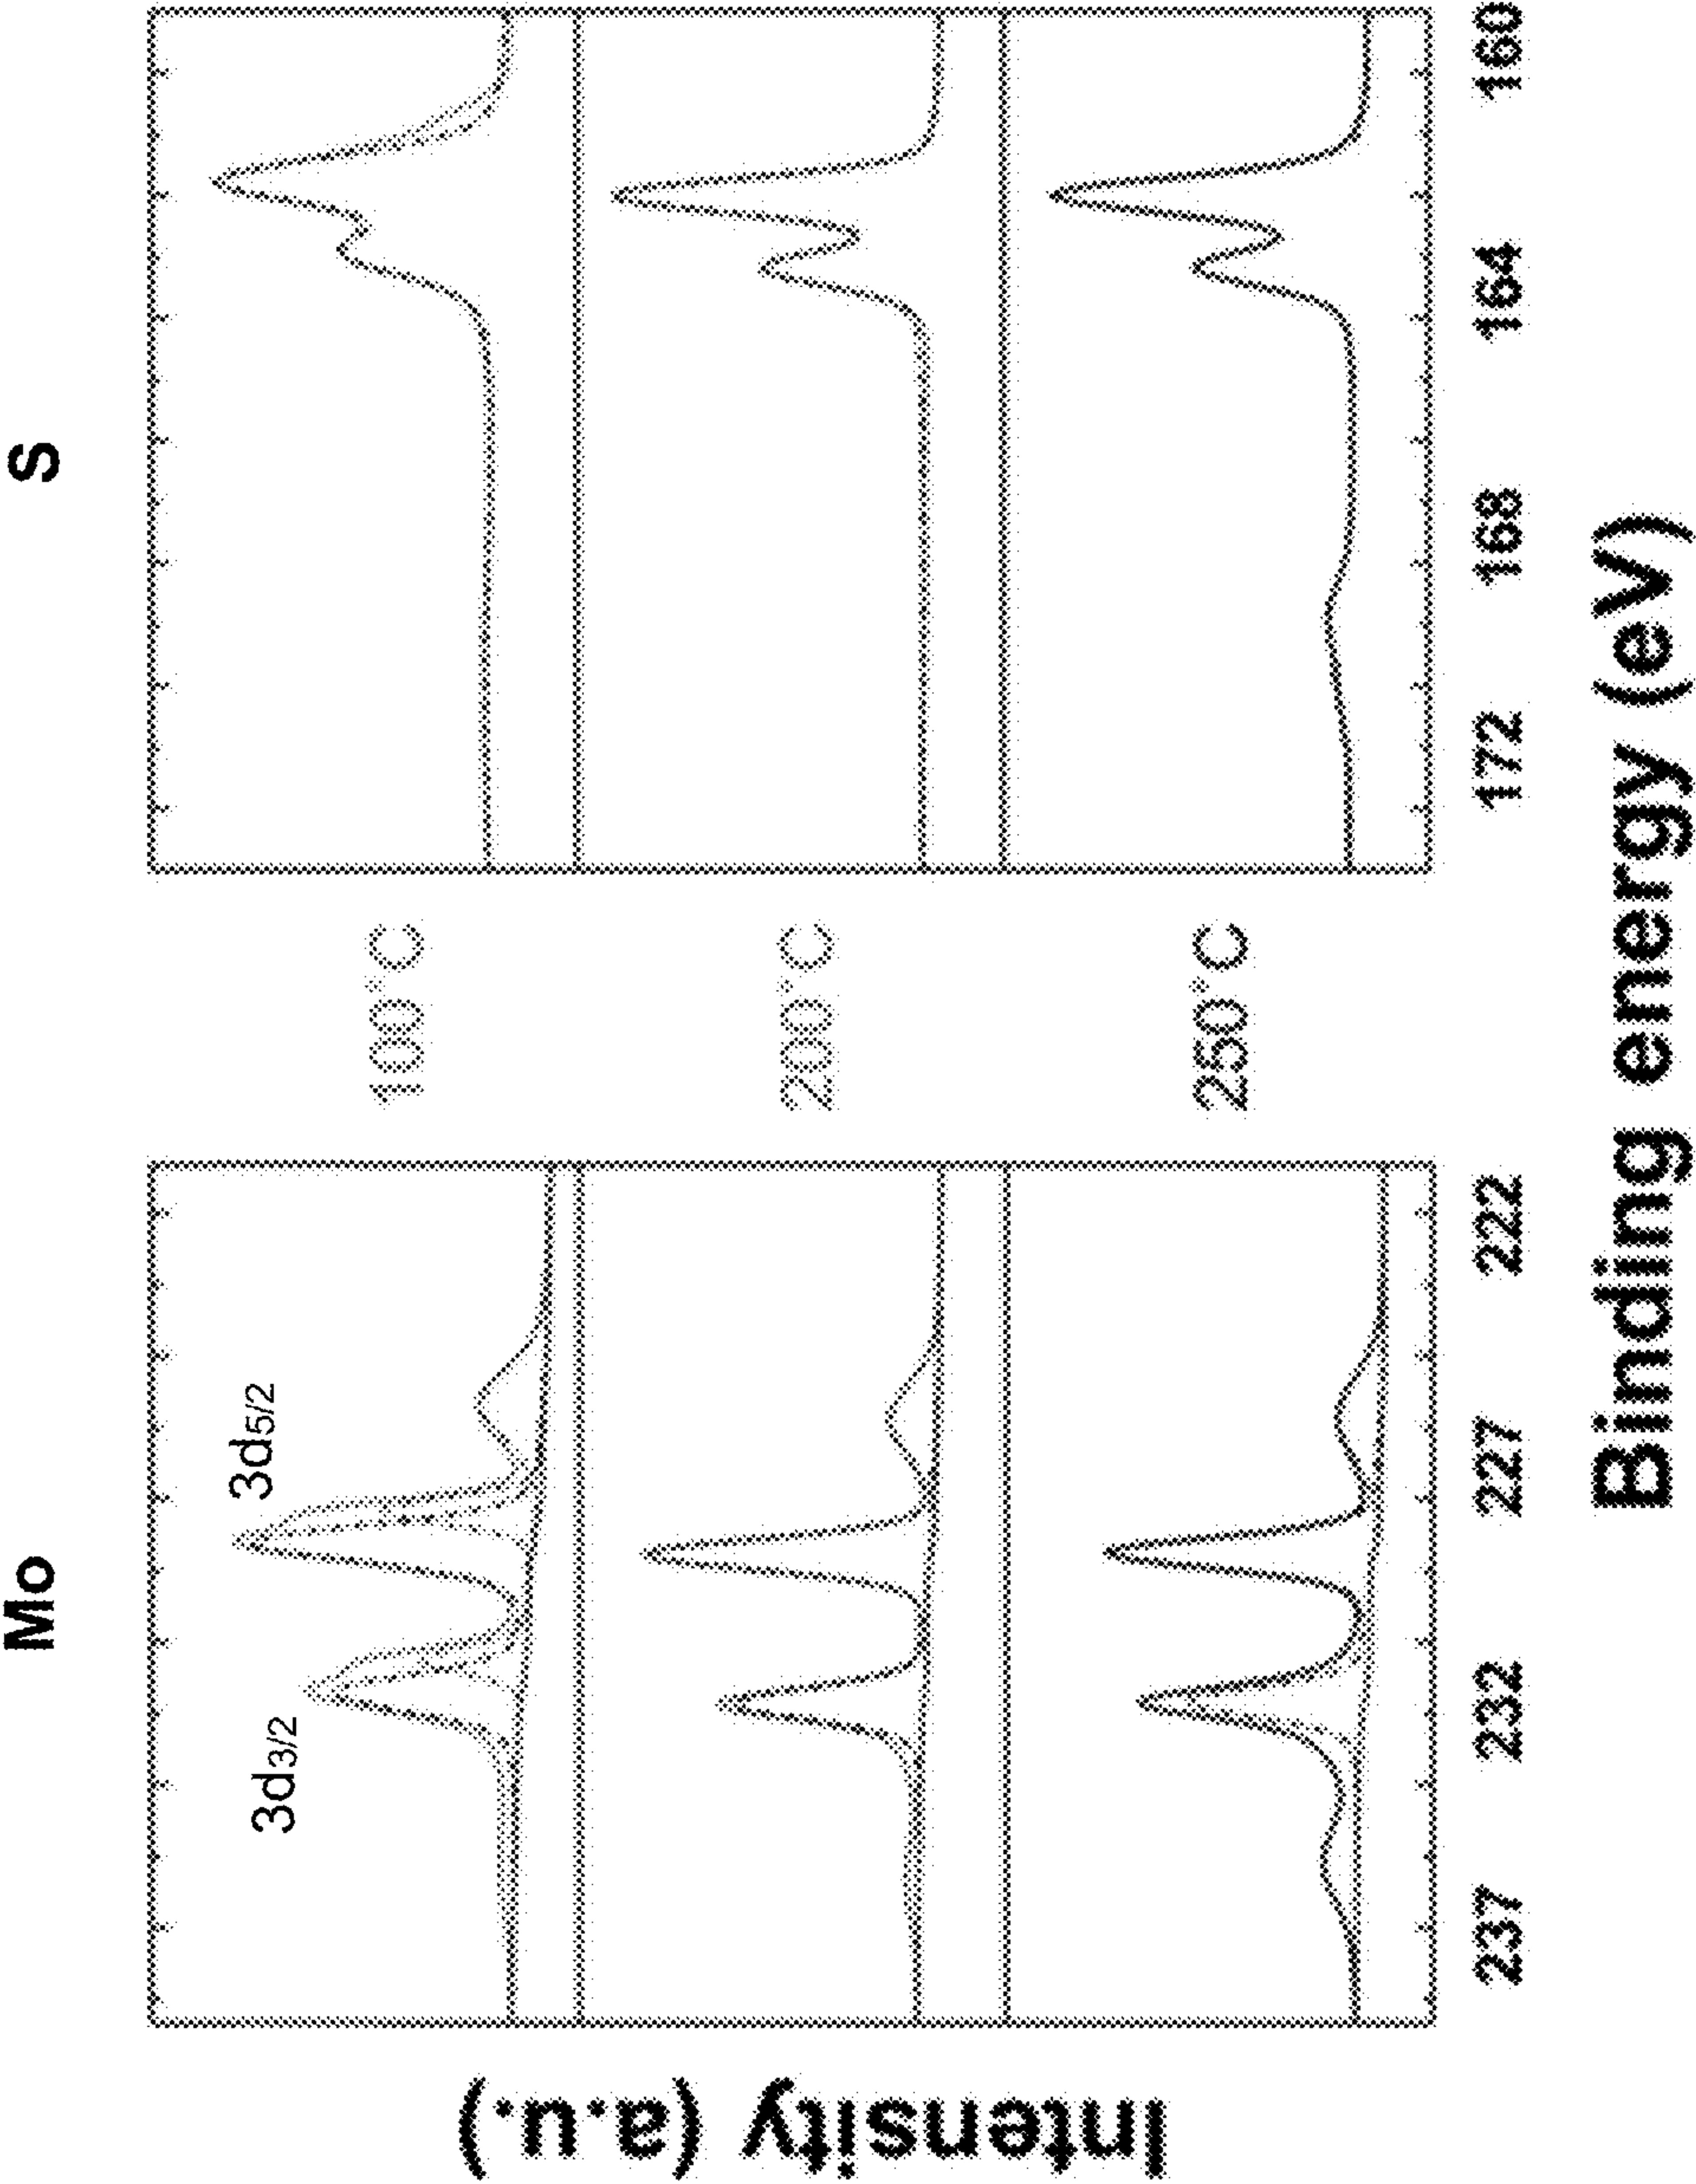 Mo
S
Intensity (a.u.)
3d3/2
3d5/2
100°C
200°C
250°C
237
232
227
222
172
168
164
160
Binding energy (eV)